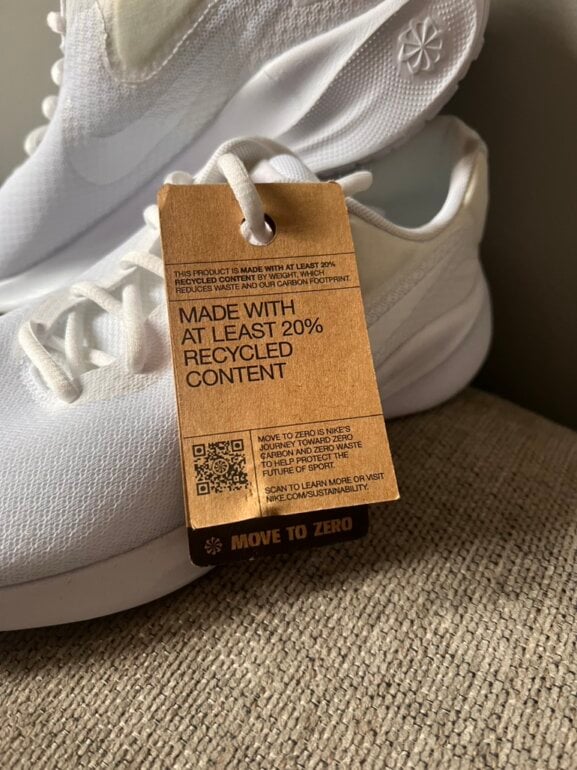 THIS PRODUCT IS MADE WITH AT LEAST 20%
RECYCLED CONTENT BY WEIGHT, WHICH
REDUCES WASTE AND OUR CARBON FOOTPRINT.
MADE WITH
AT LEAST 20%
RECYCLED
CONTENT
MOVE TO ZERO IS NIKE'S
JOURNEY TOWARD ZERO
CARBON AND ZERO WASTE
TO HELP PROTECT THE
FUTURE OF SPORT.
SCAN TO LEARN MORE OR VISIT
NIKE.COM/SUSTAINABILITY.
MOVE TO ZERO